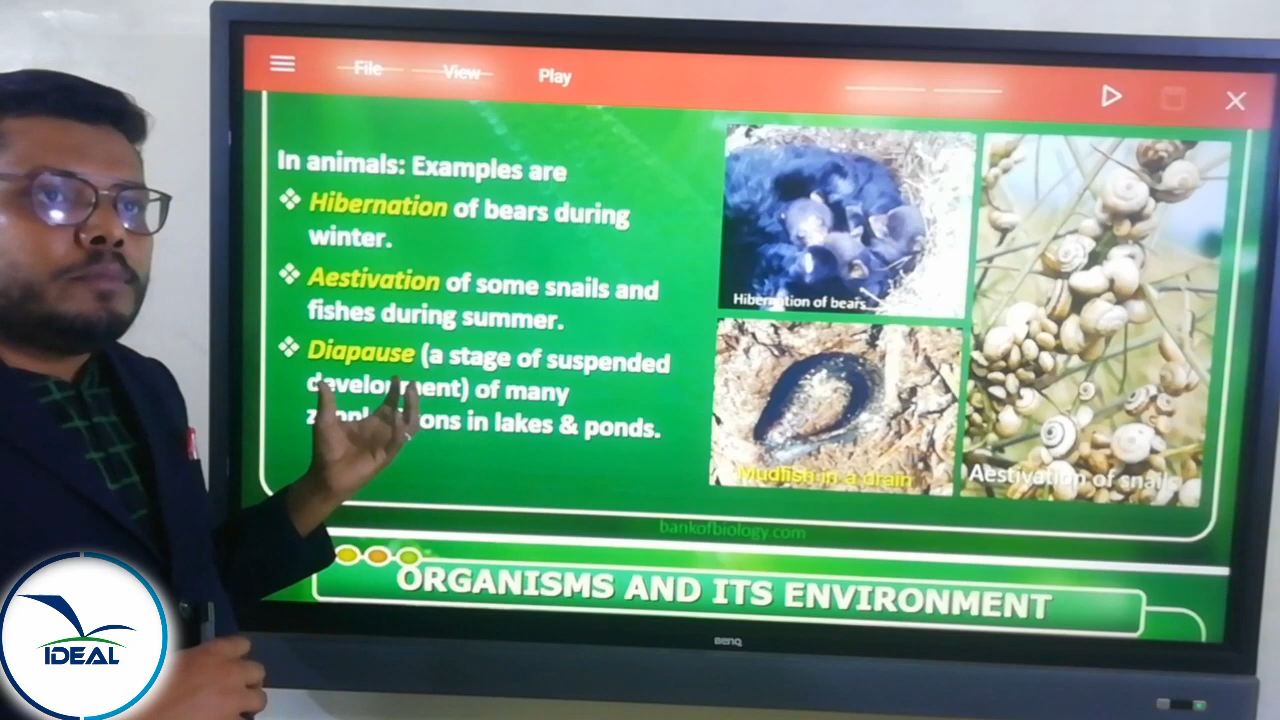 File View Play
In animals: Examples are
❖ Hibernation of bears during
winter.
❖ Aestivation of some snails and
fishes during summer.
❖ Diapause (a stage of suspended
development) of many
in lakes & ponds.
Hibernation of bears
Mudfish in a drain
Aestivation of snails
bankofbiology.com
ORGANISMS AND ITS ENVIRONMENT
BenQ
IDEAL